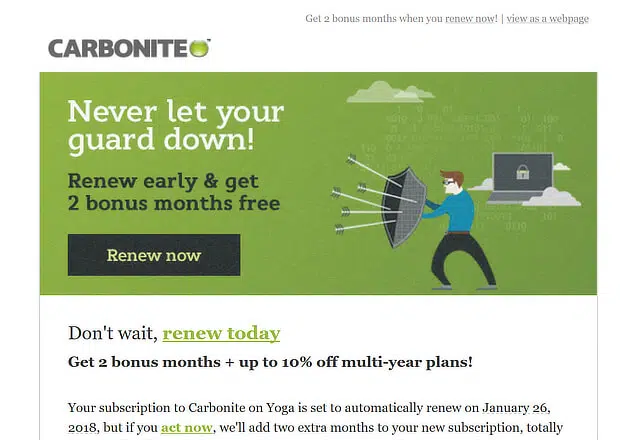 Get 2 bonus months when you renew now! | view as a webpage
CARBONITE
Never let your
guard down!
Renew early & get
2 bonus months free
Renew now
Don't wait, renew today
Get 2 bonus months + up to 10% off multi-year plans!
Your subscription to Carbonite on Yoga is set to automatically renew on January 26,
2018, but if you act now, we'll add two extra months to your new subscription, totally